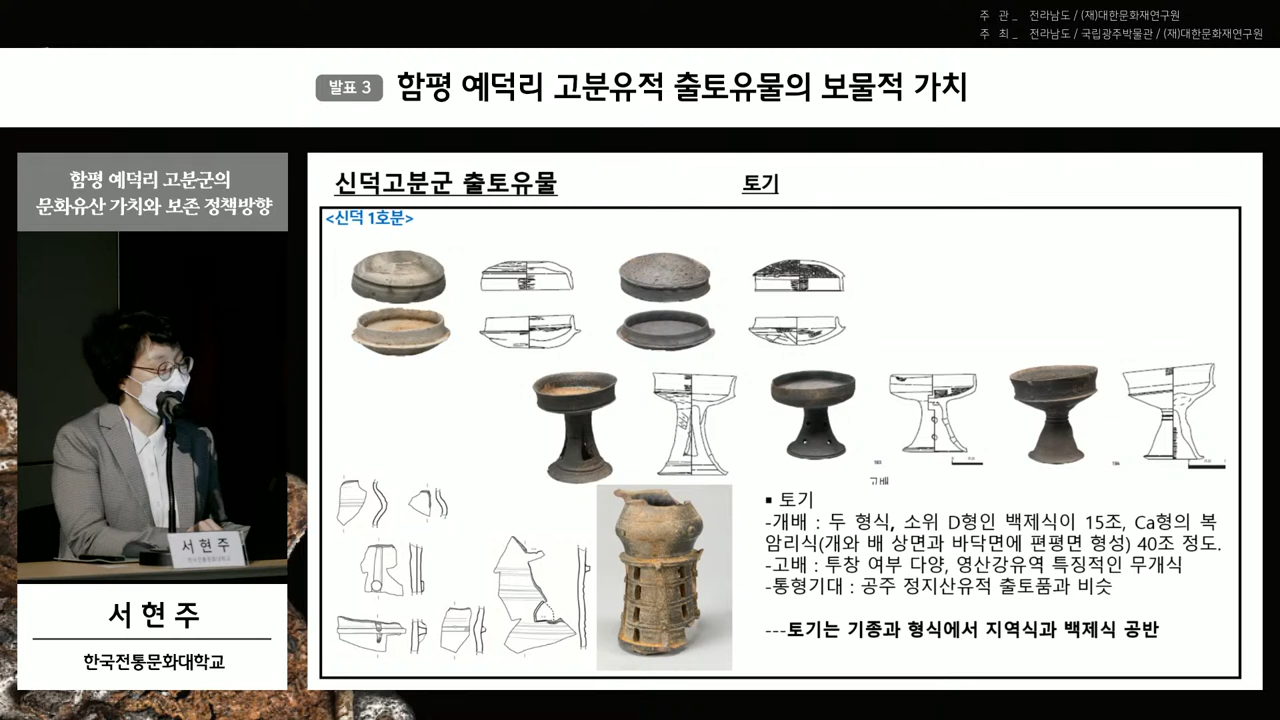 주 관 _ 전라남도 / (재)대한문화재연구원
주 최 _ 전라남도 / 국립광주박물관 / (재)대한문화재연구원
발표 3 함평 예덕리 고분유적 출토유물의 보물적 가치
함평 예덕리 고분군의
문화유산 가치와 보존 정책방향
서현주
한국전통문화대학교
서 현 주
한국전통문화대학교
신덕고분군 출토유물 토기
<신덕 1호분>
고배
▪ 토기
-개배 : 두 형식, 소위 D형인 백제식이 15조, Ca형의 복
암리식(개와 배 상면과 바닥면에 편평면 형성) 40조 정도.
-고배 : 투창 여부 다양, 영산강유역 특징적인 무개식
-통형기대 : 공주 정지산유적 출토품과 비슷
---토기는 기종과 형식에서 지역식과 백제식 공반